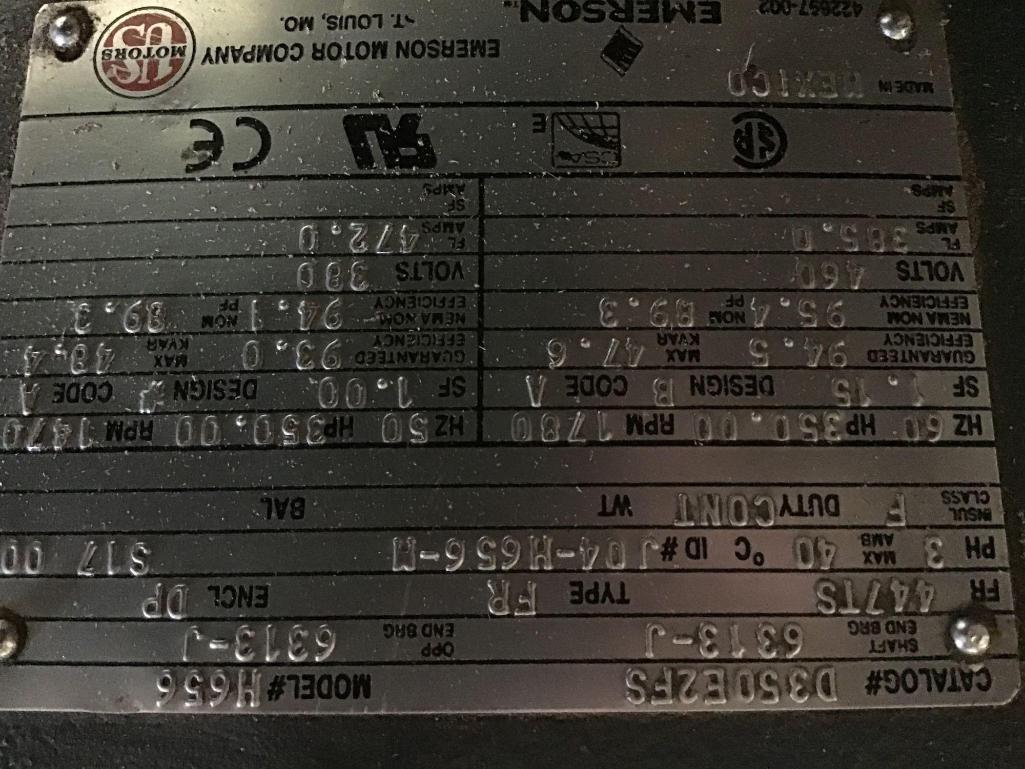 CATALOG# D350E2FS MODEL# H656
SHAFT END BRG 6313-J OPP END BRG 6313-J
FR 447TS TYPE FR ENCL DP
PH 3 MAX AMB 40 °C ID# J04-H656-M S17 00
INSUL CLASS F DUTY CONT WT BAL
HZ 60 HP 350.00 RPM 1780 HZ 50 HP 350.00 RPM 1470
SF 1.15 DESIGN B CODE A SF 1.00 DESIGN CODE A
GUARANTEED EFFICIENCY 94.5 MAX KVAR 47.6 GUARANTEED EFFICIENCY 93.0 MAX KVAR 48.4
NEMA NOM EFFICIENCY 95.4 NOM PF 89.3 NEMA NOM EFFICIENCY 94.1 NOM PF 89.3
VOLTS 460 VOLTS 380
FL AMPS 385.0 FL AMPS 472.0
SF AMPS SF AMPS
E
MADE IN MEXICO
EMERSON MOTOR COMPANY
ST. LOUIS, MO.
US MOTORS
422697-002 EMERSON™